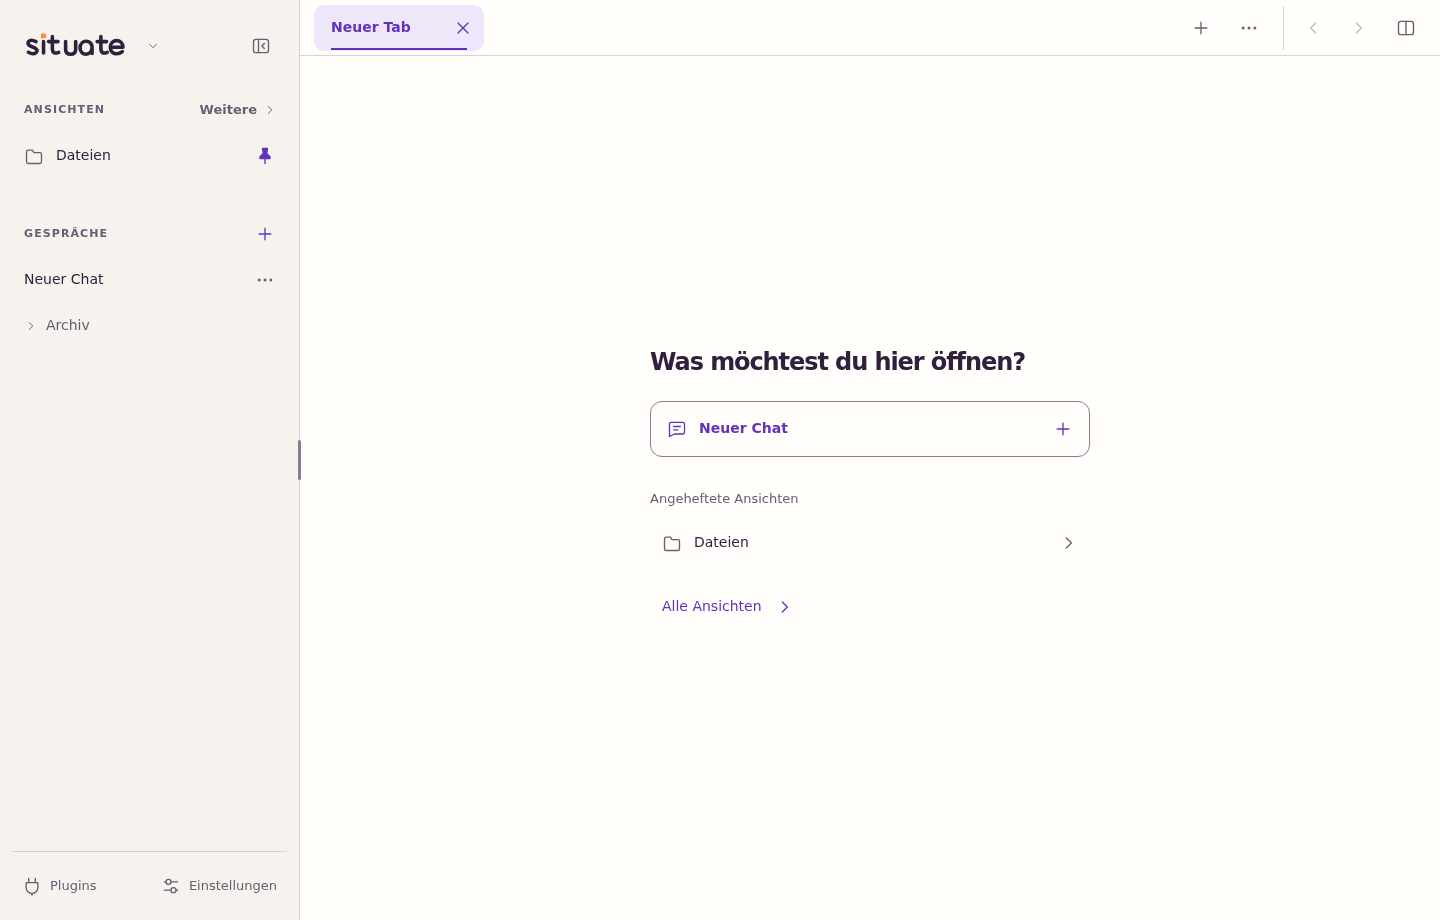 situate
ANSICHTEN
Weitere
Dateien
GESPRÄCHE
Neuer Chat
Archiv
Plugins
Einstellungen
Neuer Tab
Was möchtest du hier öffnen?
Neuer Chat
Angeheftete Ansichten
Dateien
Alle Ansichten